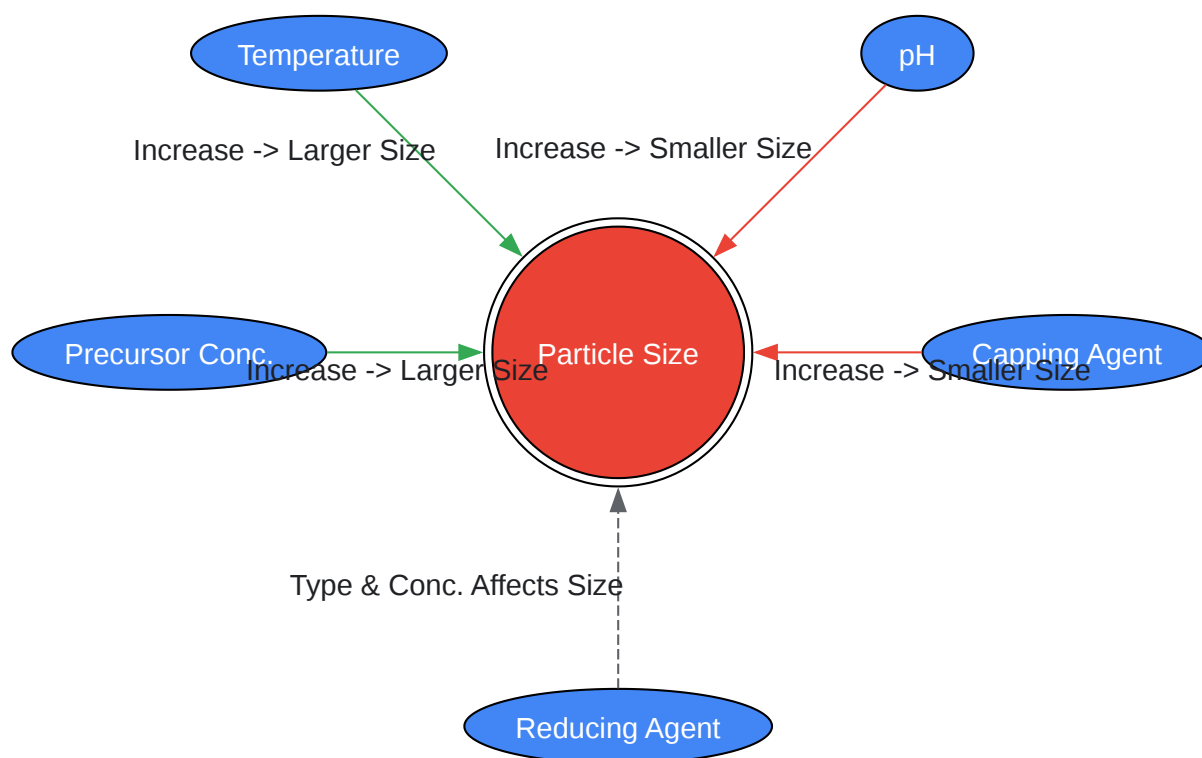 Temperature
pH
Increase -> Larger Size
Increase -> Smaller Size
Precursor Conc.
Increase -> Larger Size
Particle Size
Capping Agent
Increase -> Smaller Size
Type & Conc. Affects Size
Reducing Agent